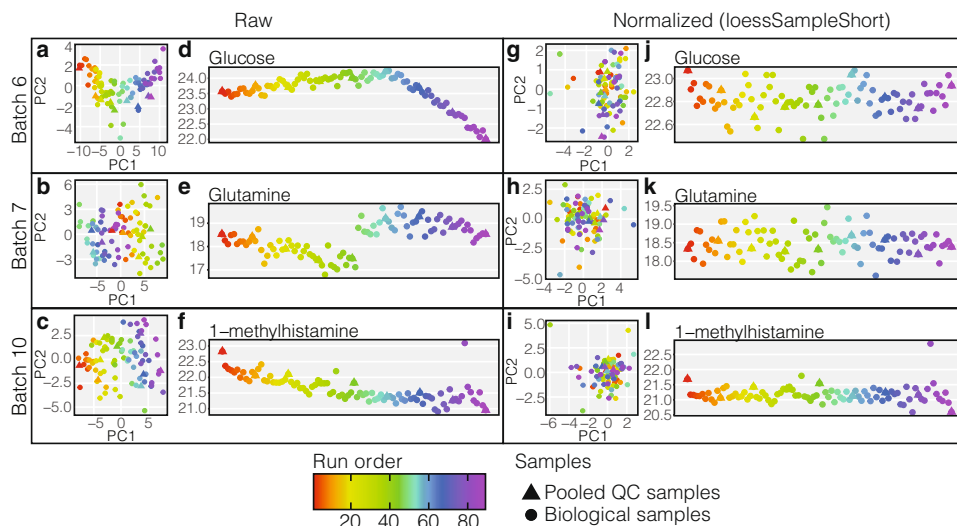 Raw
Normalized (loessSampleShort)
Batch 6
a
4
2
0
−2
−4
PC2
−10 −5 0 5 10
PC1
d
Glucose
24.0
23.5
23.0
22.5
22.0
g
2
1
0
−1
−2
PC2
−4 −2 0 2
PC1
j
Glucose
23.0
22.8
22.6
Batch 7
b
6
3
0
−3
PC2
−5 0 5
PC1
e
Glutamine
19
18
17
h
2.5
0.0
−2.5
−5.0
PC2
−4 −2 0 2 4
PC1
k
Glutamine
19.5
19.0
18.5
18.0
Batch 10
c
2.5
0.0
−2.5
−5.0
PC2
−5 0 5
PC1
f
1−methylhistamine
23.0
22.5
22.0
21.5
21.0
i
5.0
2.5
0.0
−2.5
PC2
−6 −4 −2 0 2
PC1
l
1−methylhistamine
22.5
22.0
21.5
21.0
20.5
Run order
20 40 60 80
Samples
Pooled QC samples
Biological samples